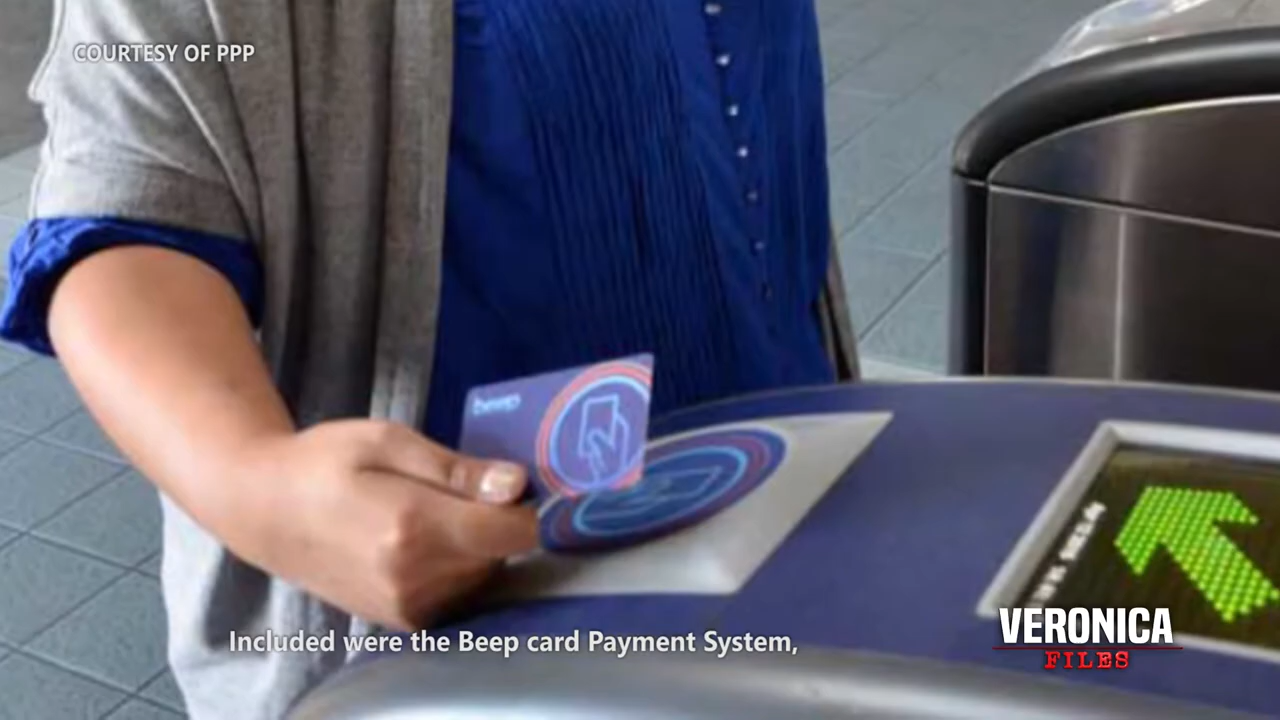 COURTESY OF PPP
beep
Included were the Beep card Payment System,
VERONICA
FILES